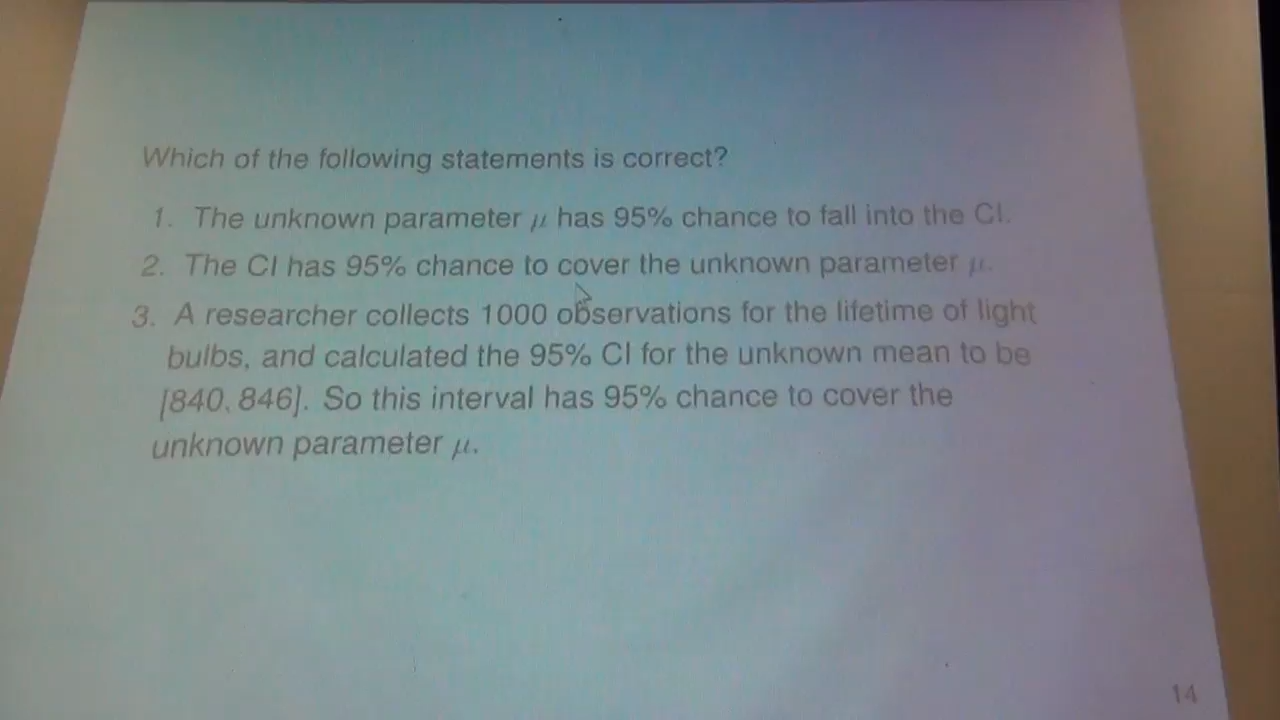 Which of the following statements is correct?
1. The unknown parameter μ has 95% chance to fall into the CI.
2. The CI has 95% chance to cover the unknown parameter μ.
3. A researcher collects 1000 observations for the lifetime of light
bulbs, and calculated the 95% CI for the unknown mean to be
[840, 846]. So this interval has 95% chance to cover the
unknown parameter μ.
14